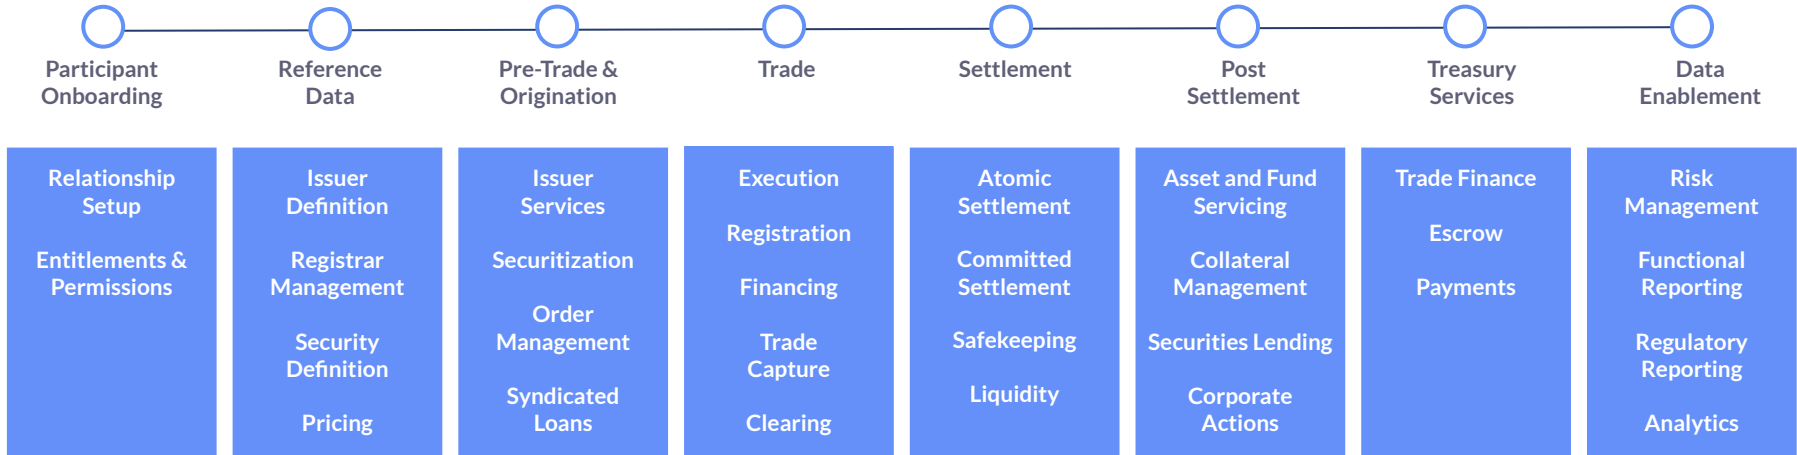 Participant
Onboarding
Reference
Data
Pre-Trade &
Origination
Trade
Settlement
Post
Settlement
Treasury
Services
Data
Enablement
Relationship
Setup
Entitlements &
Permissions
Issuer
Definition
Registrar
Management
Security
Definition
Pricing
Issuer
Services
Securitization
Order
Management
Syndicated
Loans
Execution
Registration
Financing
Trade
Capture
Clearing
Atomic
Settlement
Committed
Settlement
Safekeeping
Liquidity
Asset and Fund
Servicing
Collateral
Management
Securities Lending
Corporate
Actions
Trade Finance
Escrow
Payments
Risk
Management
Functional
Reporting
Regulatory
Reporting
Analytics